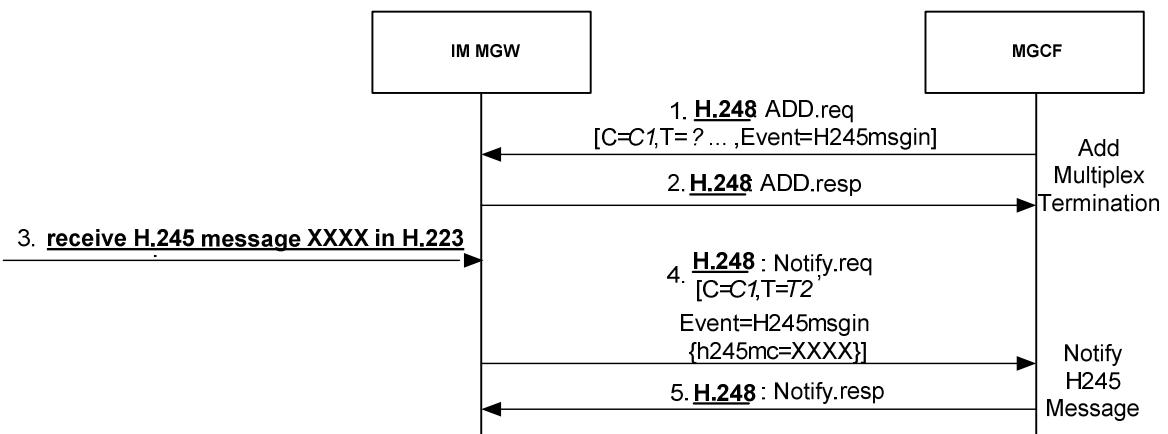 IM MGW
MGCF
1. H.248: ADD.req
[C=C1,T= ? ... ,Event=H245msgin]
Add
Multiplex
Termination
2. H.248: ADD.resp
3. receive H.245 message XXXX in H.223
4. H.248 : Notify.req
[C=C1,T=T2 ,
Event=H245msgin
{h245mc=XXXX}]
Notify
H245
Message
5. H.248 : Notify.resp